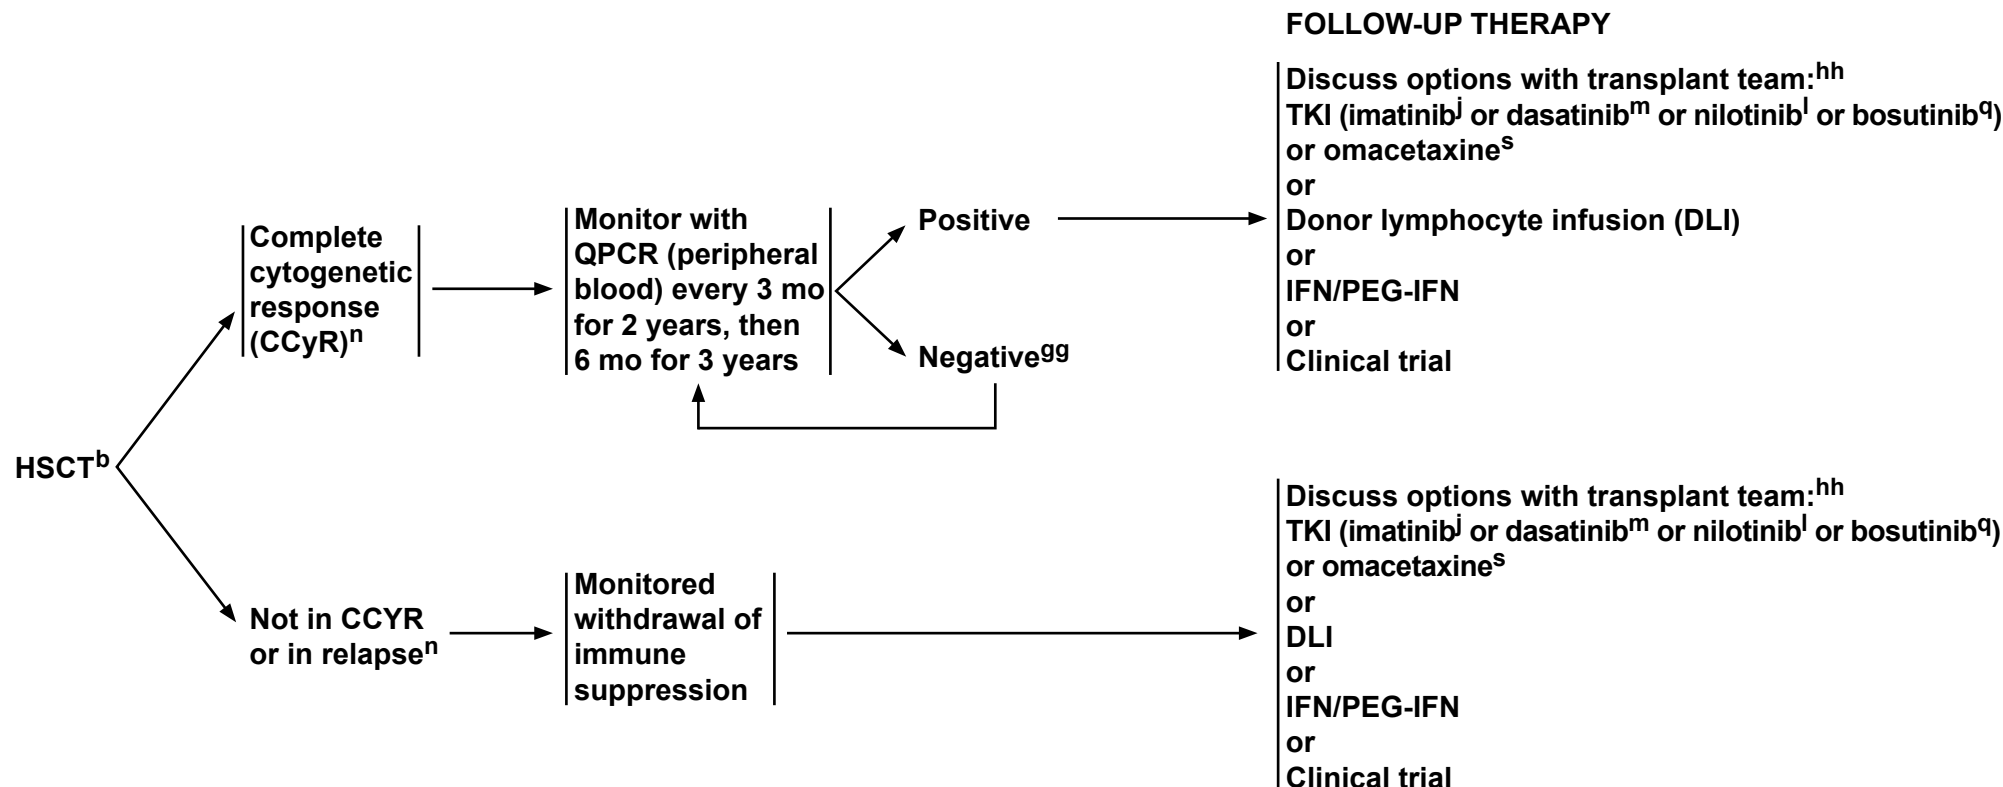 FOLLOW-UP THERAPY
Discuss options with transplant team:hh
TKI (imatinibj or dasatinibm or nilotinibl or bosutinibq)
or omacetaxines
or
Donor lymphocyte infusion (DLI)
or
IFN/PEG-IFN
or
Clinical trial
Complete
cytogenetic
response
(CCyR)n
Monitor with
QPCR (peripheral
blood) every 3 mo
for 2 years, then
6 mo for 3 years
Positive
Negativegg
HSCTb
Not in CCYR
or in relapsen
Monitored
withdrawal of
immune
suppression
Discuss options with transplant team:hh
TKI (imatinibj or dasatinibm or nilotinibl or bosutinibq)
or omacetaxines
or
DLI
or
IFN/PEG-IFN
or
Clinical trial